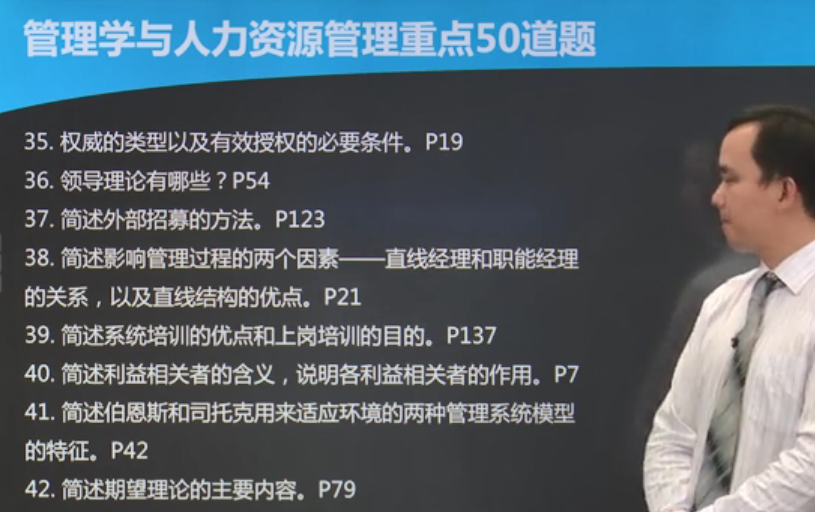 管理学与人力资源管理重点50道题
35. 权威的类型以及有效授权的必要条件。P19
36. 领导理论有哪些？P54
37. 简述外部招募的方法。P123
38. 简述影响管理过程的两个因素——直线经理和职能经理
的关系，以及直线结构的优点。P21
39. 简述系统培训的优点和上岗培训的目的。P137
40. 简述利益相关者的含义，说明各利益相关者的作用。P7
41. 简述伯恩斯和司托克用来适应环境的两种管理系统模型
的特征。P42
42. 简述期望理论的主要内容。P79